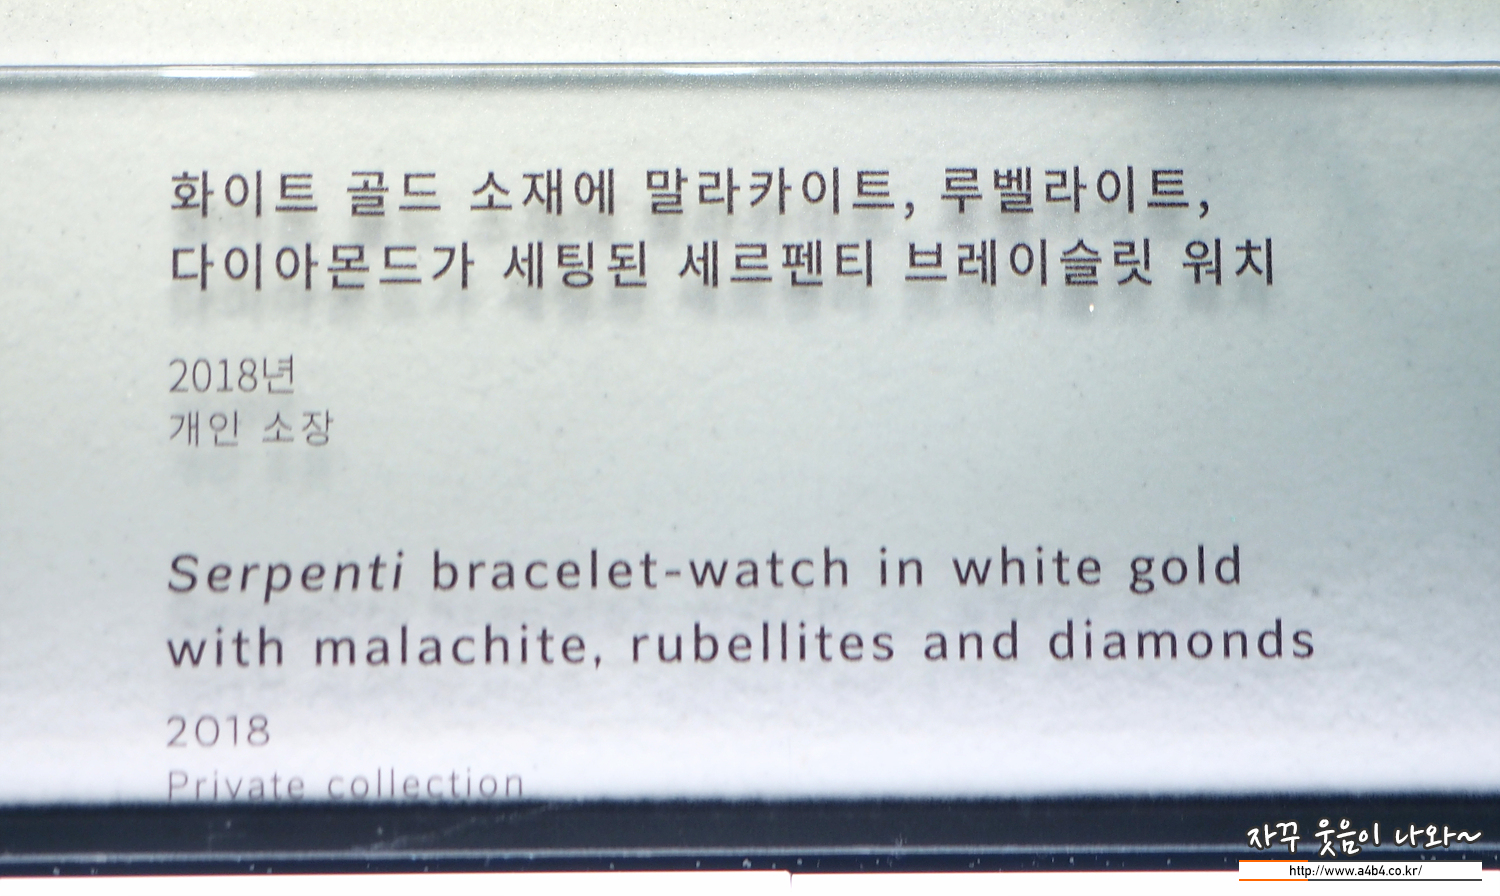 화이트 골드 소재에 말라카이트, 루벨라이트,
다이아몬드가 세팅된 세르펜티 브레이슬릿 워치
2018년
개인 소장
Serpenti bracelet-watch in white gold
with malachite, rubellites and diamonds
2018
Private collection
자꾸 웃음이 나와~
http://www.a4b4.co.kr/